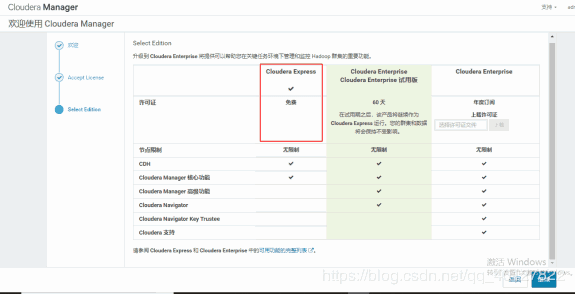 Cloudera Manager
支持
欢迎使用 Cloudera Manager
欢迎
Accept License
Select Edition
Select Edition
升级到 Cloudera Enterprise 将提供可以帮助您在关键任务环境下管理和监控 Hadoop 群集的重要功能。
Cloudera Express
Cloudera Enterprise
Cloudera Enterprise 试用版
Cloudera Enterprise
许可证
免费
60 天
在试用期之后，该产品将继续作为
Cloudera Express 运行。您的群集和数据
将会保持不受影响。
年度订阅
上载许可证
选择许可证文件
上载
节点限制
无限制
无限制
无限制
CDH
Cloudera Manager 核心功能
Cloudera Manager 高级功能
Cloudera Navigator
Cloudera Navigator Key Trustee
Cloudera 支持
请参阅 Cloudera Express 和 Cloudera Enterprise 中的可用功能的完整列表。
激活 Windows
返回
继续